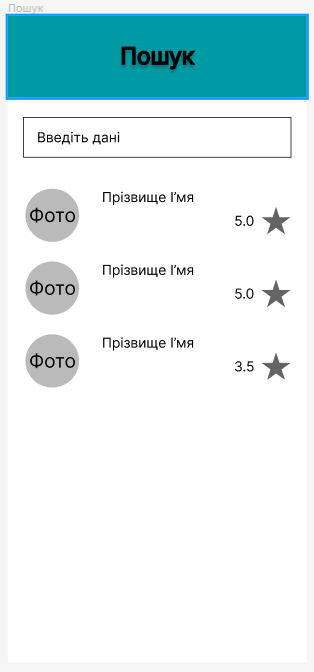 Пошук
Пошук
Введіть дані
Фото
Прізвище Ім'я
5.0
Фото
Прізвище Ім'я
5.0
Фото
Прізвище Ім'я
3.5